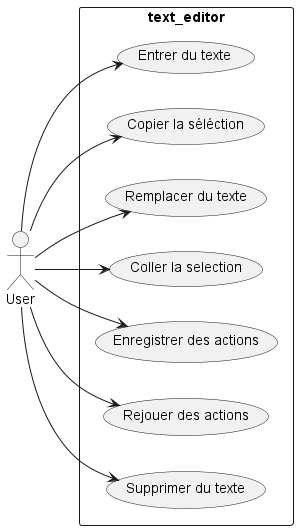 text_editor
Entrer du texte
Copier la séléction
Remplacer du texte
Coller la selection
User
Enregistrer des actions
Rejouer des actions
Supprimer du texte